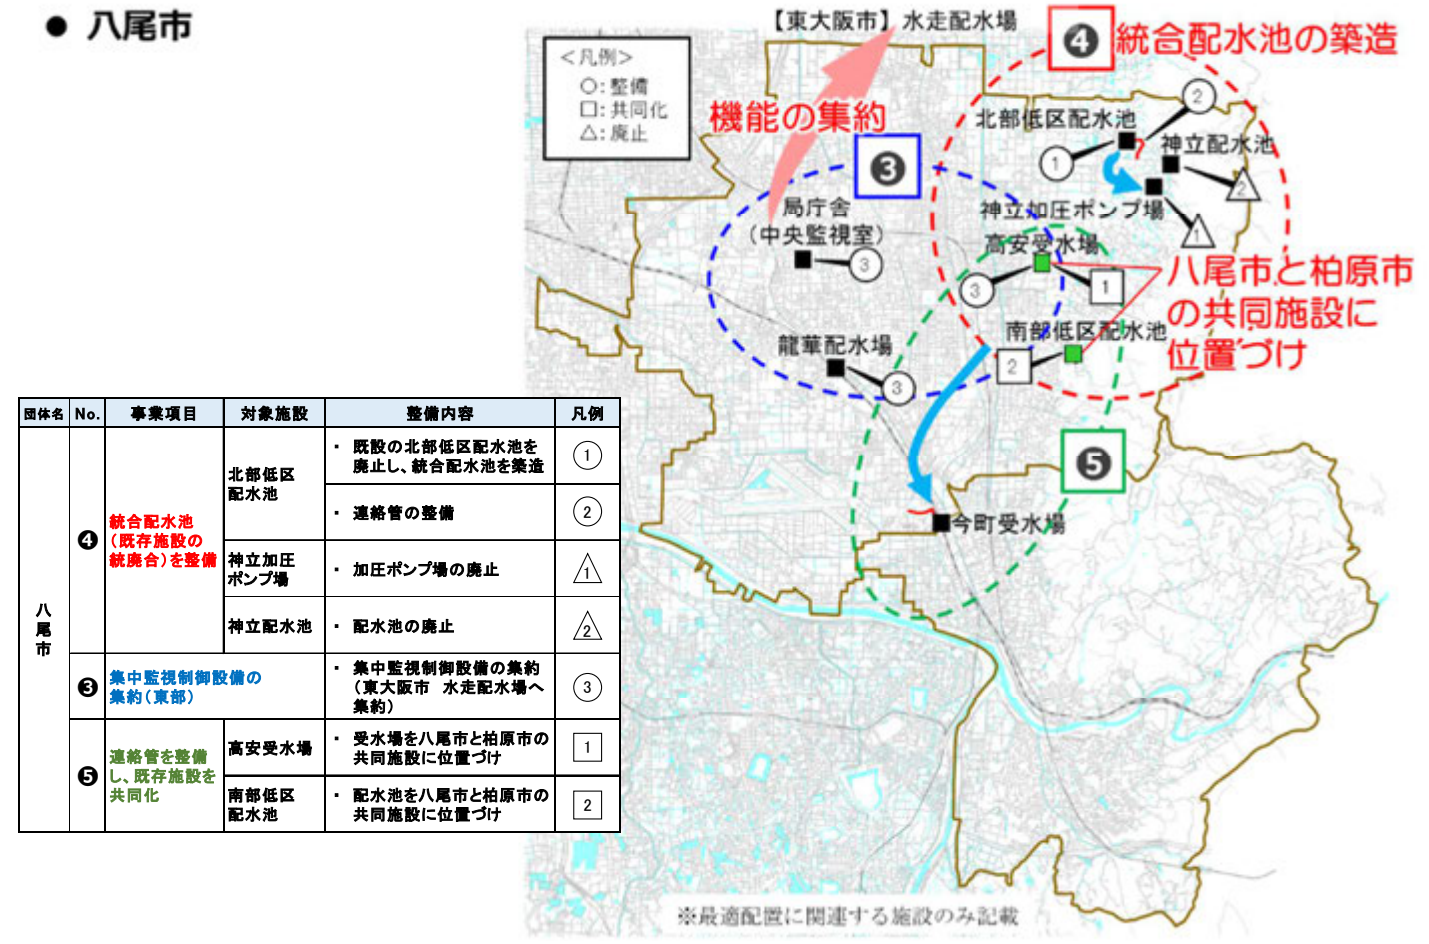 ● 八尾市
【東大阪市】水走配水場
❹ 統合配水池の築造
<凡例>
○：整備
□：共同化
△：廃止
機能の集約
❸
北部低区配水池
②
神立配水池
①
2
神立加圧ポンプ場
1
局庁舎
(中央監視室)
3
高安受水場
3
1
八尾市と柏原市
の共同施設に
位置づけ
南部低区配水池
2
龍華配水場
3
❺
今町受水場
※最適配置に関連する施設のみ記載
団体名 No. 事業項目 対象施設 整備内容 凡例
八尾市
❹
統合配水池
（既存施設の
統廃合）を整備
北部低区
配水池
・ 既設の北部低区配水池を
廃止し、統合配水池を築造
1
・ 連絡管の整備
2
神立加圧
ポンプ場
・ 加圧ポンプ場の廃止
1
神立配水池
・ 配水池の廃止
2
❸
集中監視制御設備の
集約（東部）
・ 集中監視制御設備の集約
（東大阪市　水走配水場へ
集約）
3
❺
連絡管を整備
し、既存施設を
共同化
高安受水場
・ 受水場を八尾市と柏原市の
共同施設に位置づけ
1
南部低区
配水池
・ 配水池を八尾市と柏原市の
共同施設に位置づけ
2